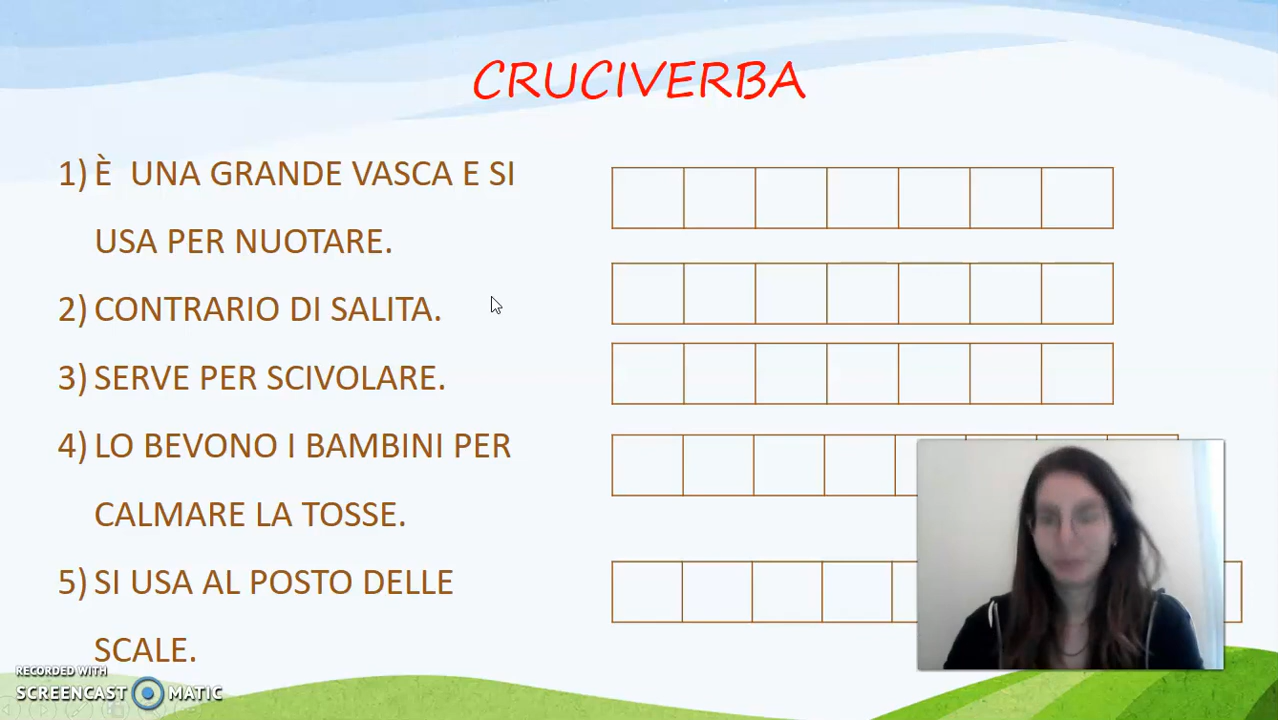 CRUCIVERBA
1) È UNA GRANDE VASCA E SI
USA PER NUOTARE.
2) CONTRARIO DI SALITA.
3) SERVE PER SCIVOLARE.
4) LO BEVONO I BAMBINI PER
CALMARE LA TOSSE.
5) SI USA AL POSTO DELLE
SCALE.
RECORDED WITH
SCREENCAST MATIC